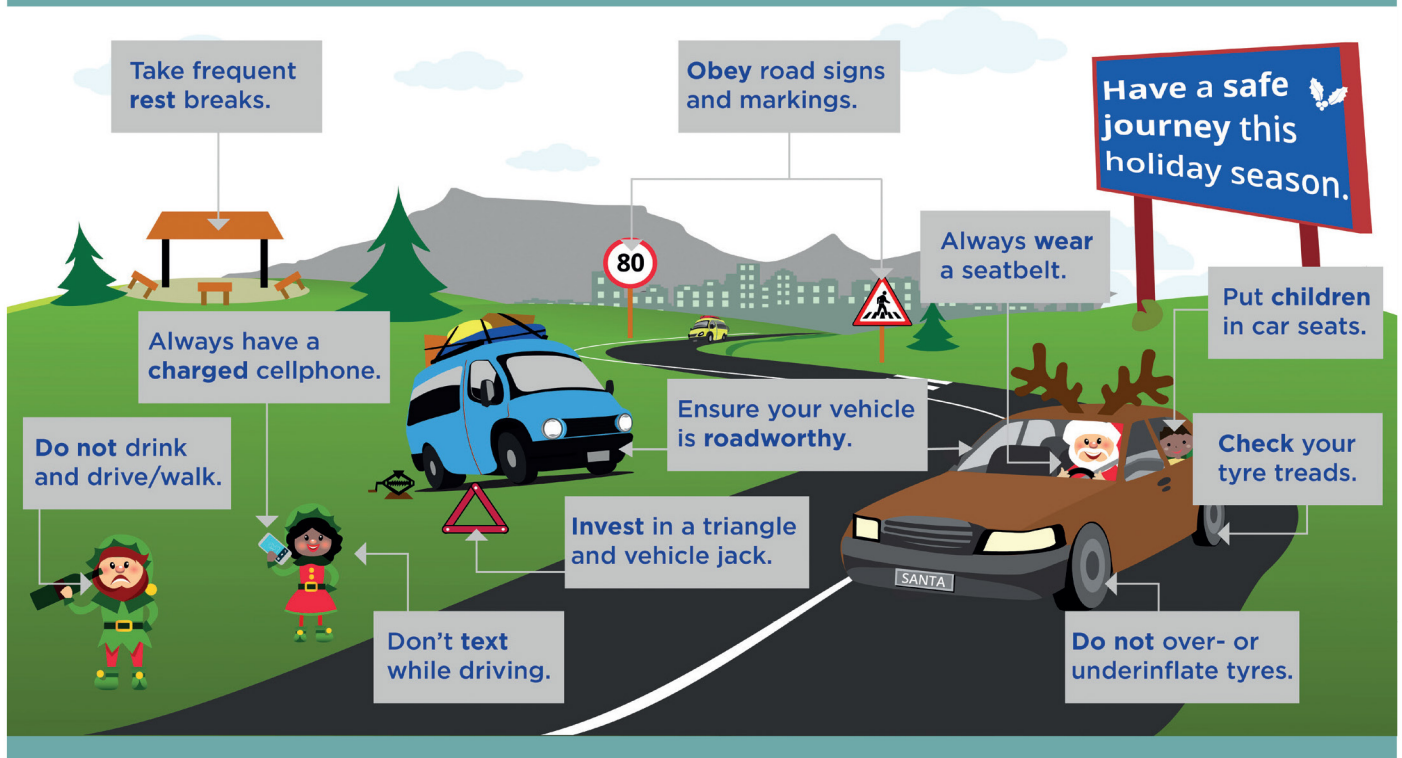 Take frequent
rest breaks.
Obey road signs
and markings.
Have a safe
journey this
holiday season.
80
Always wear
a seatbelt.
Put children
in car seats.
Always have a
charged cellphone.
Ensure your vehicle
is roadworthy.
Do not drink
and drive/walk.
Check your
tyre treads.
Invest in a triangle
and vehicle jack.
SANTA
Don't text
while driving.
Do not over- or
underinflate tyres.